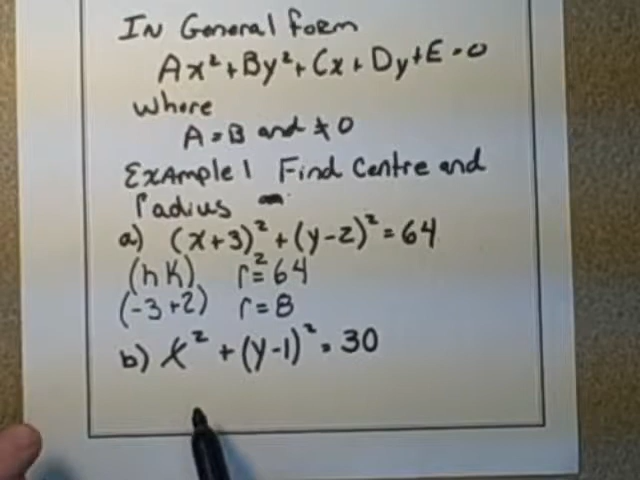 In General form
Ax² + By² + Cx + Dy + E = 0
where
A = B and ≠ 0
Example 1 Find Centre and
radius
a) (x+3)² + (y-2)² = 64
(h k) r² = 64
(-3 +2) r = 8
b) x² + (y-1)² = 30